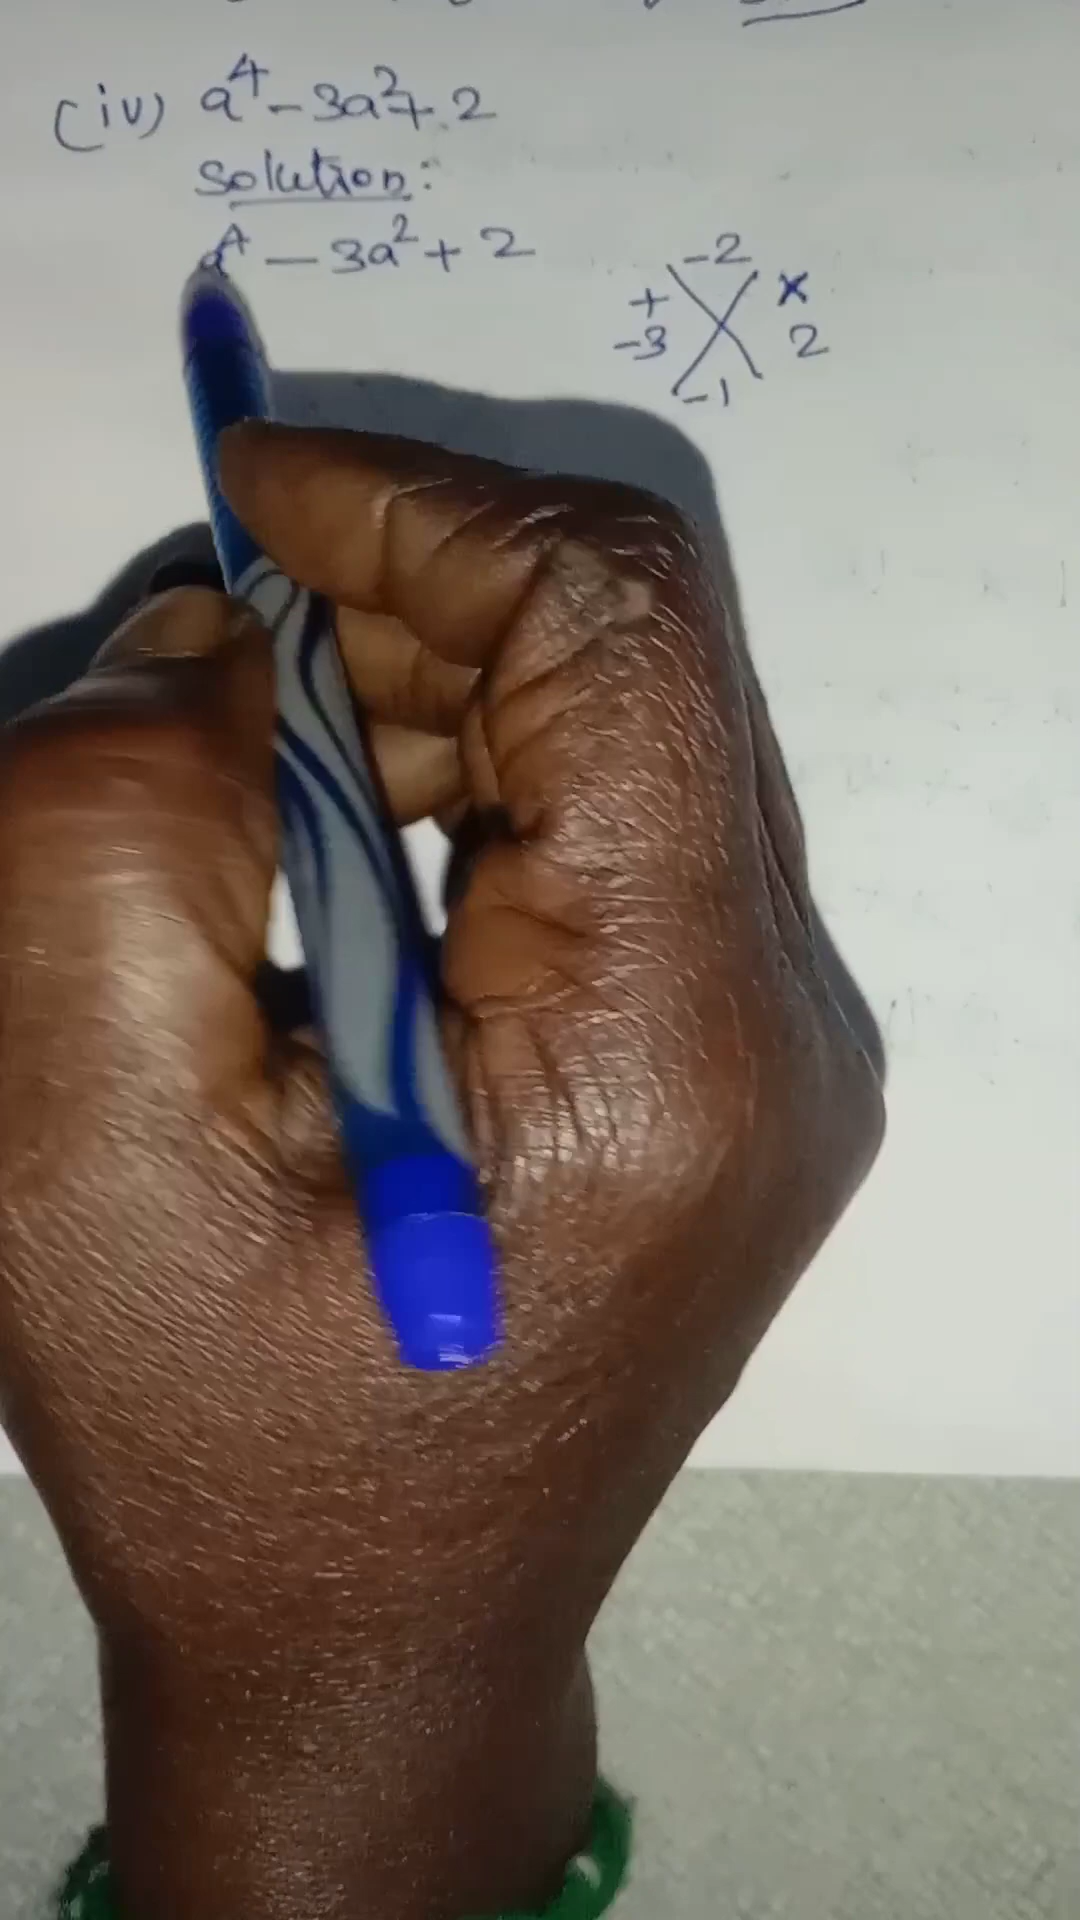 (iv) a⁴ - 3a² + 2
Solution:
a⁴ - 3a² + 2
-2
+ ×
-3 2
-1